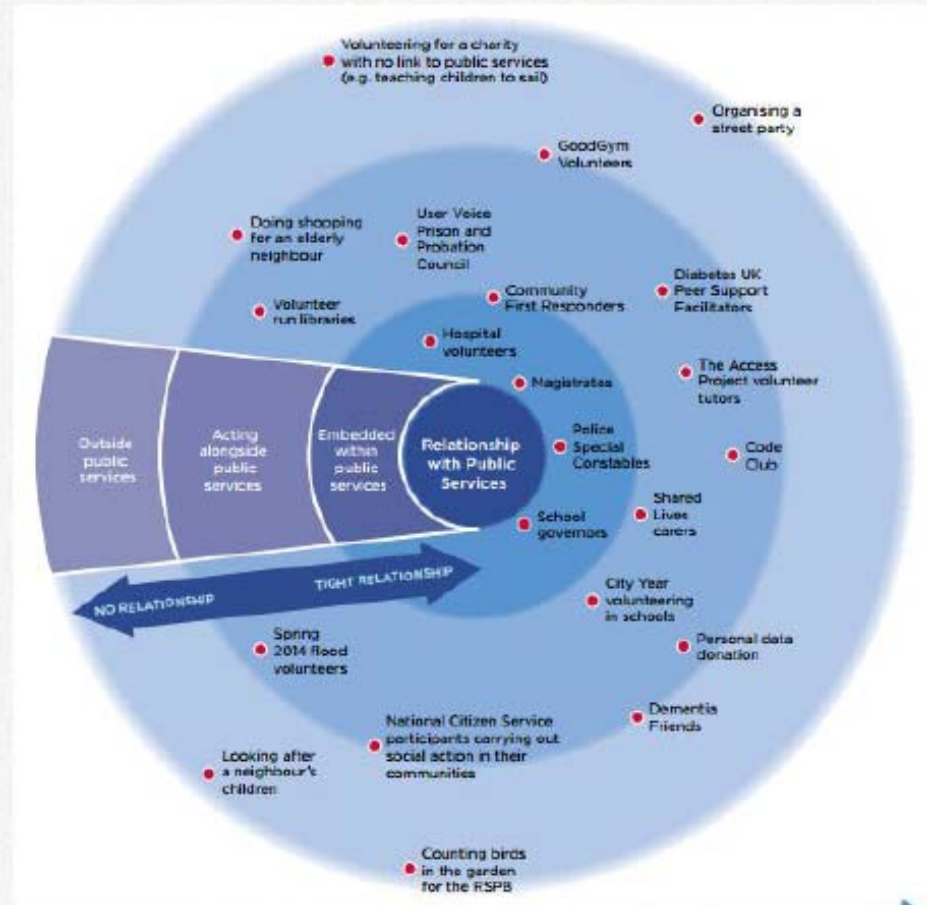 Volunteering for a charity
with no link to public services
(e.g. teaching children to sail)
Organising a
street party
GoodGym
Volunteers
Doing shopping
for an elderly
neighbour
User Voice
Prison and
Probation
Council
Diabetes UK
Peer Support
Facilitators
Community
First Responders
Volunteer
run libraries
Hospital
volunteers
The Access
Project volunteer
tutors
Magistrates
Outside
public
services
Acting
alongside
public
services
Embedded
within
public
services
Relationship
with Public
Services
Police
Special
Constables
Code
Club
Shared
Lives
carers
School
governors
NO RELATIONSHIP
TIGHT RELATIONSHIP
City Year
volunteering
in schools
Personal data
donation
Spring
2014 flood
volunteers
Dementia
Friends
National Citizen Service
participants carrying out
social action in their
communities
Looking after
a neighbour's
children
Counting birds
in the garden
for the RSPB